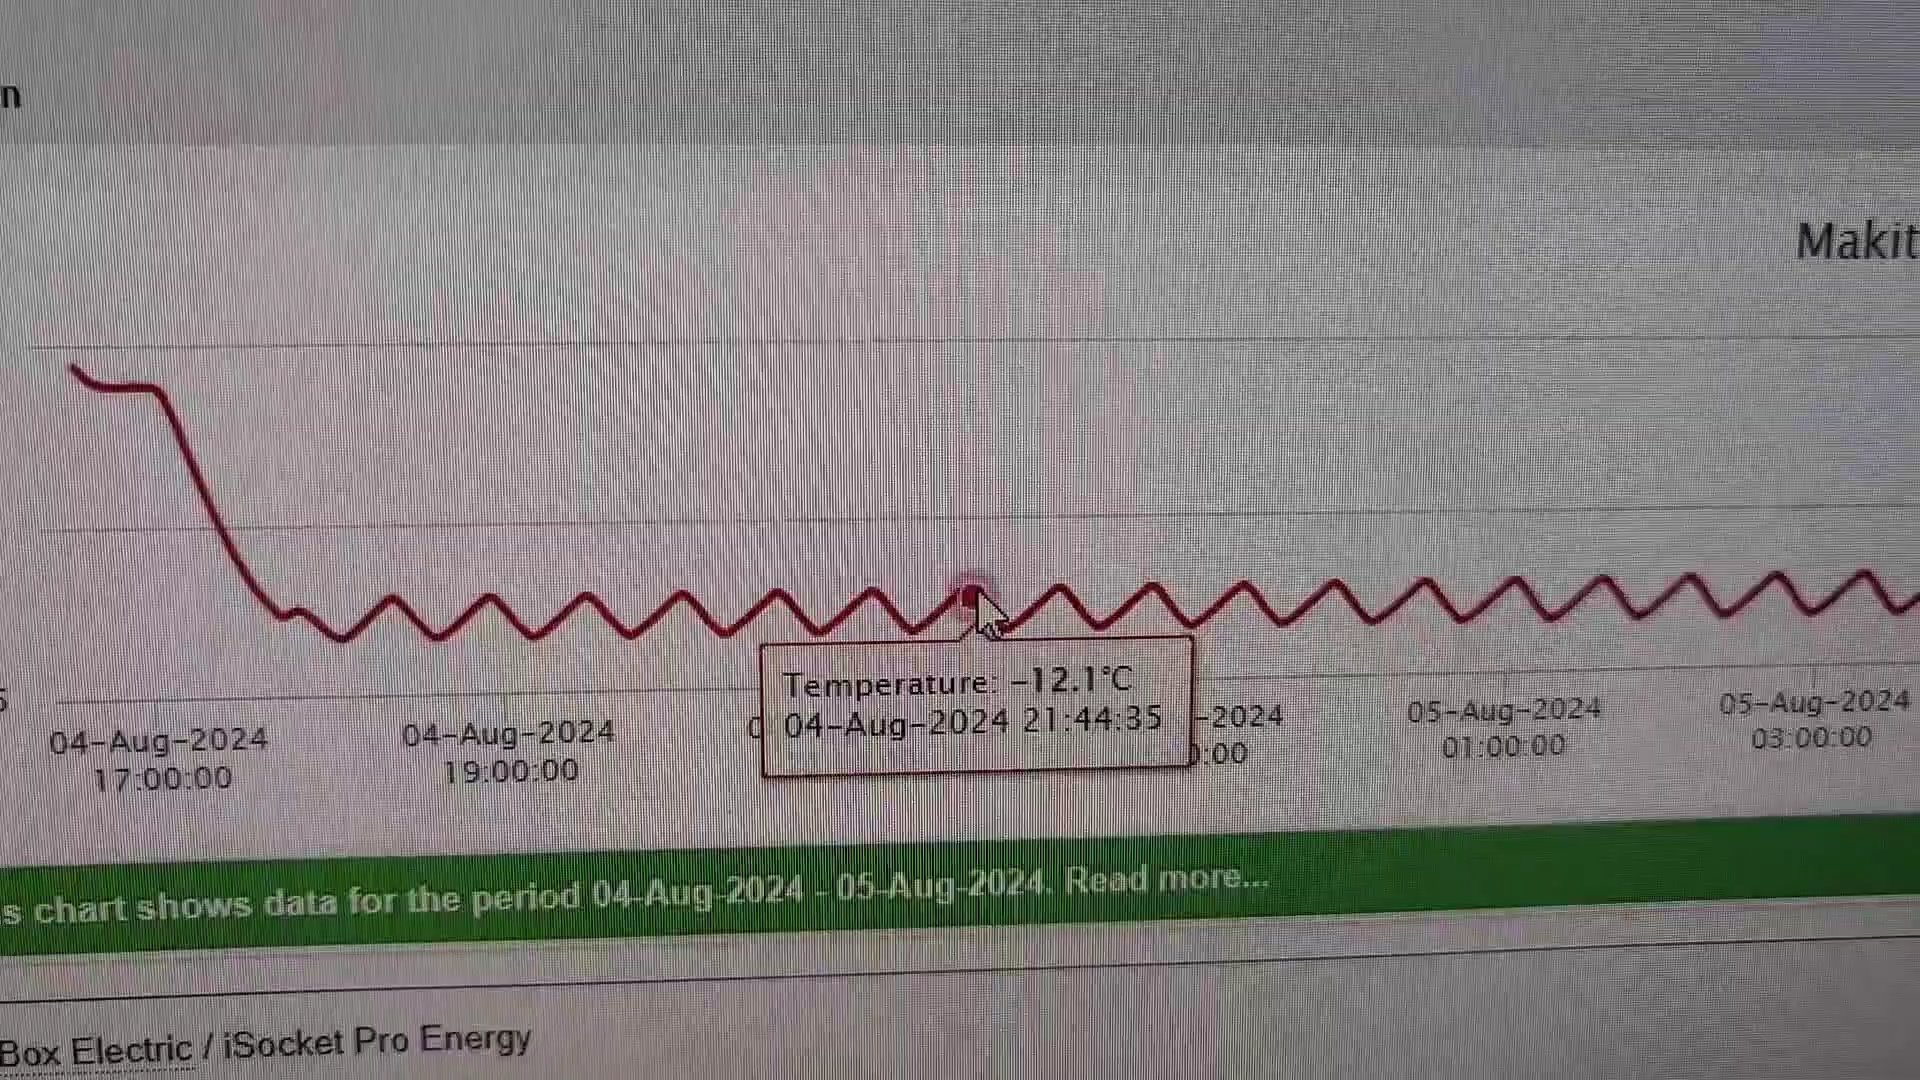 n
Makit
5
Temperature: −12.1°C
04−Aug−2024 21:44:35
04−Aug−2024
17:00:00
04−Aug−2024
19:00:00
−2024
:00
05−Aug−2024
01:00:00
05−Aug−2024
03:00:00
s chart shows data for the period 04-Aug-2024 - 05-Aug-2024. Read more...
Box Electric / iSocket Pro Energy